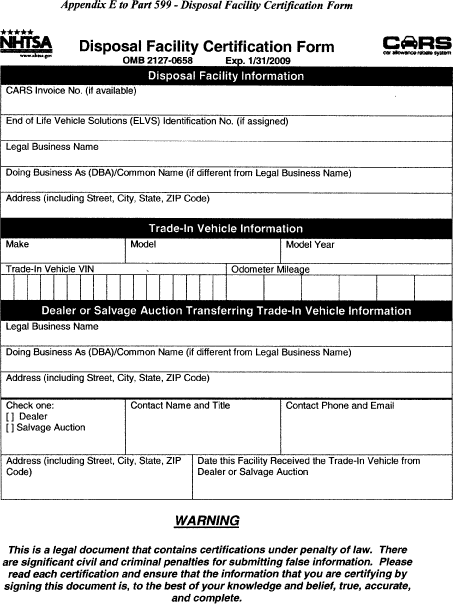 Appendix E to Part 599 - Disposal Facility Certification Form
★★★★★
NHTSA
www.nhtsa.gov
Disposal Facility Certification Form
OMB 2127-0658 Exp. 1/31/2009
CARS
car allowance rebate system
Disposal Facility Information
CARS Invoice No. (if available)
End of Life Vehicle Solutions (ELVS) Identification No. (if assigned)
Legal Business Name
Doing Business As (DBA)/Common Name (if different from Legal Business Name)
Address (including Street, City, State, ZIP Code)
Trade-In Vehicle Information
Make Model Model Year
Trade-In Vehicle VIN Odometer Mileage
Dealer or Salvage Auction Transferring Trade-In Vehicle Information
Legal Business Name
Doing Business As (DBA)/Common Name (if different from Legal Business Name)
Address (including Street, City, State, ZIP Code)
Check one:
[ ] Dealer
[ ] Salvage Auction
Contact Name and Title
Contact Phone and Email
Address (including Street, City, State, ZIP
Code)
Date this Facility Received the Trade-In Vehicle from
Dealer or Salvage Auction
WARNING
This is a legal document that contains certifications under penalty of law. There
are significant civil and criminal penalties for submitting false information. Please
read each certification and ensure that the information that you are certifying by
signing this document is, to the best of your knowledge and belief, true, accurate,
and complete.